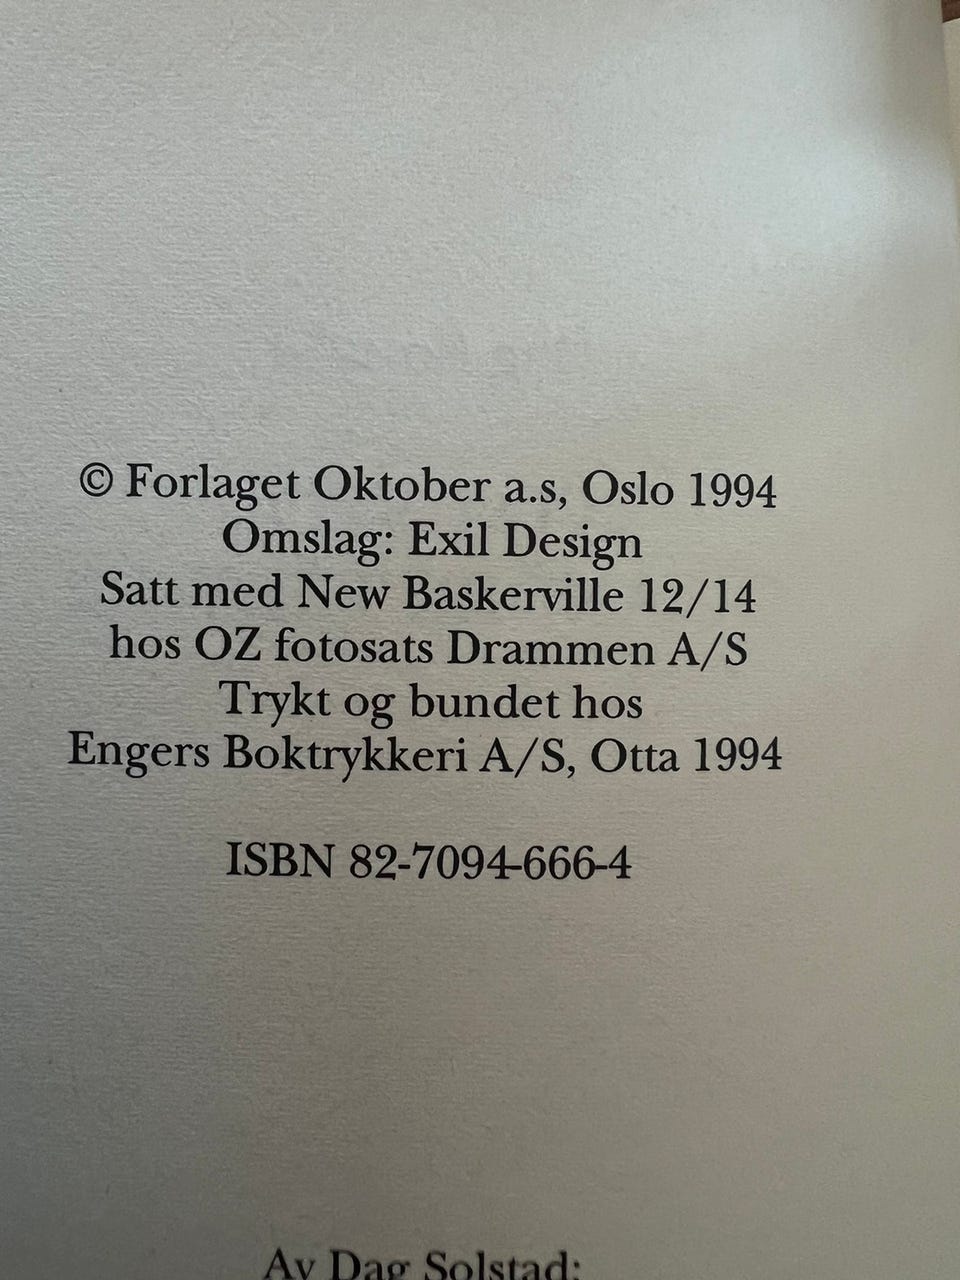 © Forlaget Oktober a.s, Oslo 1994
Omslag: Exil Design
Satt med New Baskerville 12/14
hos OZ fotosats Drammen A/S
Trykt og bundet hos
Engers Boktrykkeri A/S, Otta 1994
ISBN 82-7094-666-4
Av Dag Solstad: